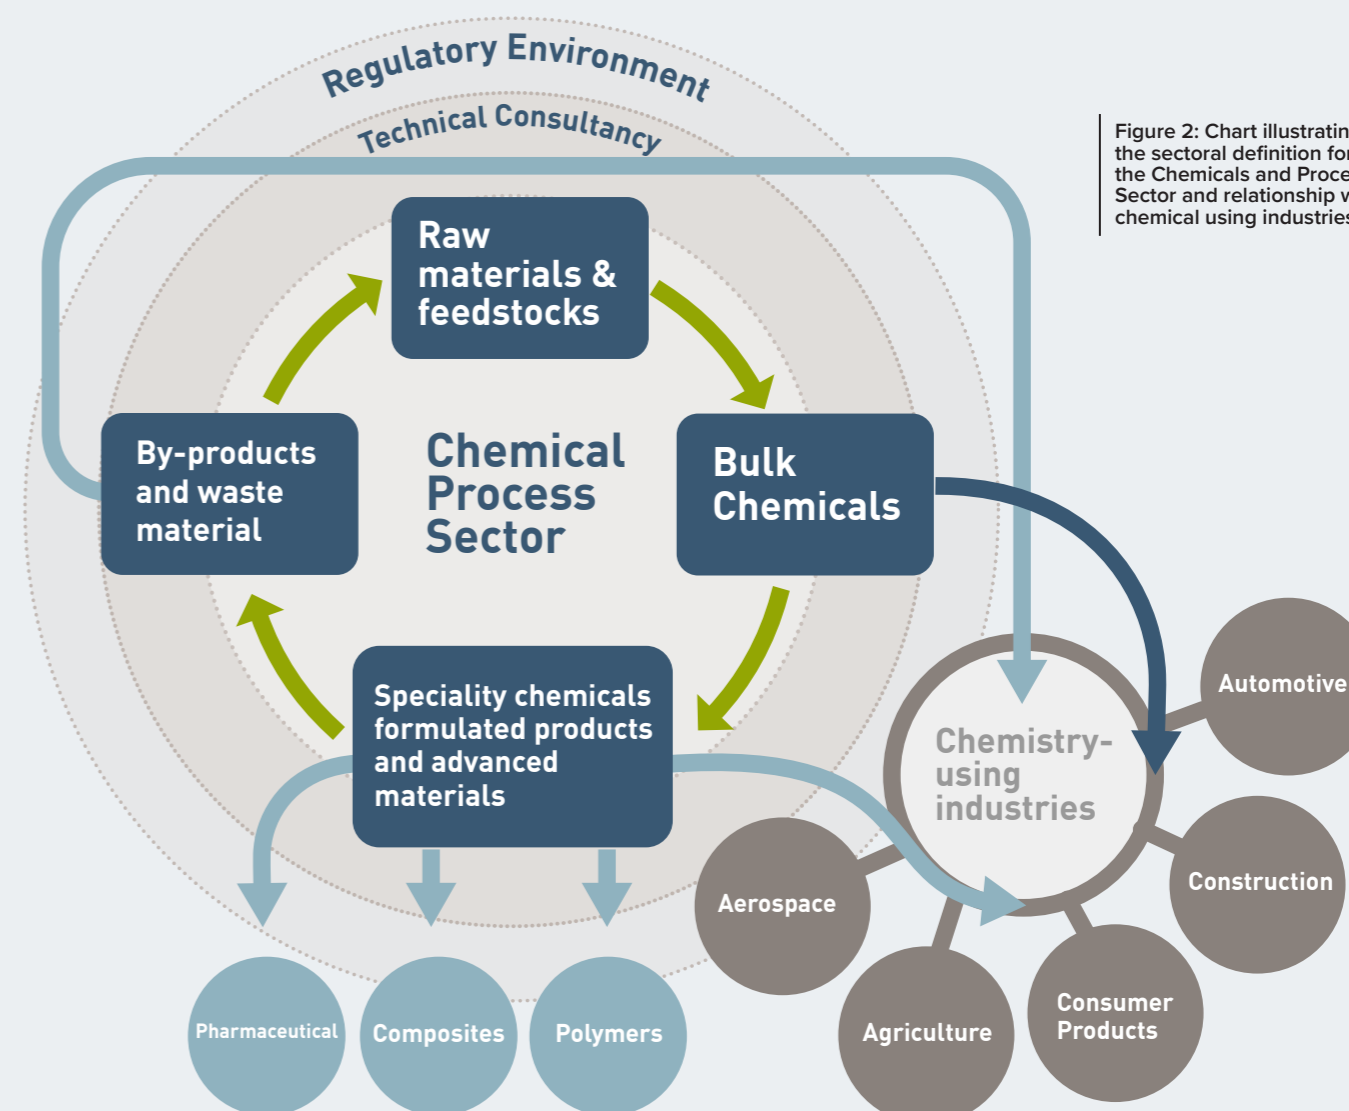 Regulatory Environment
Technical Consultancy
Figure 2: Chart illustratin
the sectoral definition for
the Chemicals and Proce
Sector and relationship w
chemical using industries
Raw
materials &
feedstocks
By-products
and waste
material
Chemical
Process
Sector
Bulk
Chemicals
Speciality chemicals
formulated products
and advanced
materials
Chemistry-
using
industries
Automotive
Construction
Aerospace
Consumer
Products
Agriculture
Pharmaceutical
Composites
Polymers